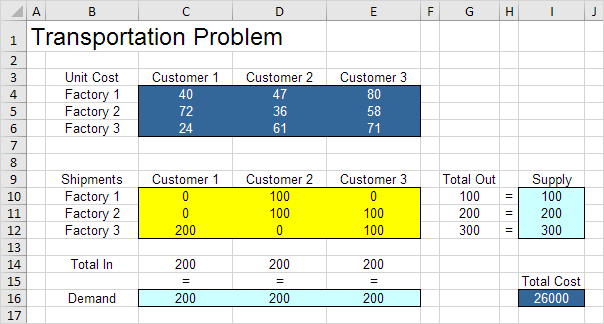 A B C D E F G H I J
1 Transportation Problem
2
3 Unit Cost Customer 1 Customer 2 Customer 3
4 Factory 1 40 47 80
5 Factory 2 72 36 58
6 Factory 3 24 61 71
7
8
9 Shipments Customer 1 Customer 2 Customer 3 Total Out Supply
10 Factory 1 0 100 0 100 = 100
11 Factory 2 0 100 100 200 = 200
12 Factory 3 200 0 100 300 = 300
13
14 Total In 200 200 200
15 = = = Total Cost
16 Demand 200 200 200 26000
17